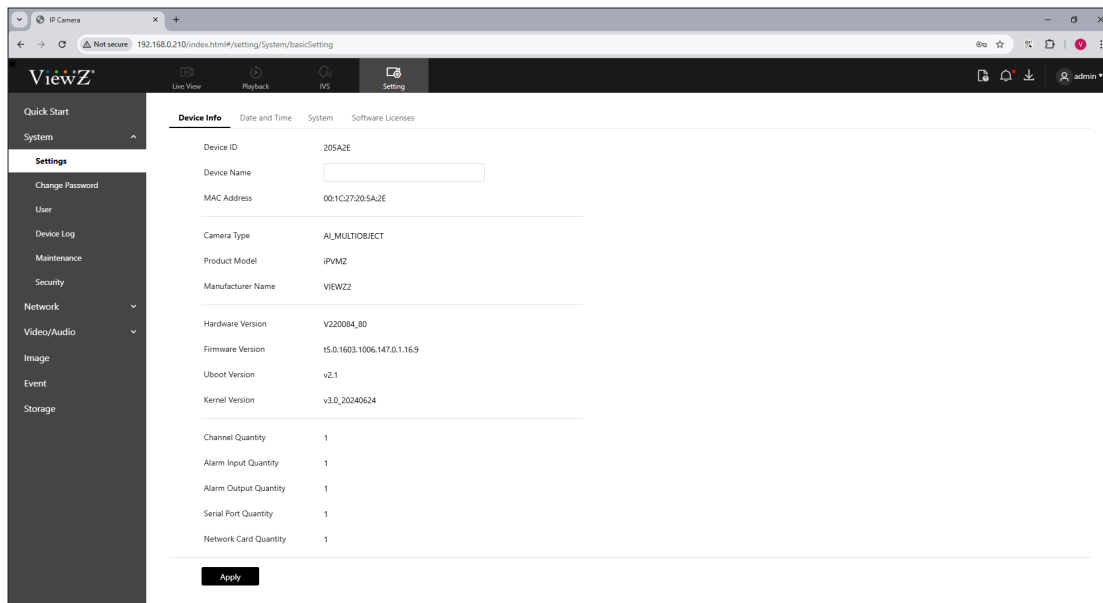 IP Camera
Not secure 192.168.0.210/index.html#/setting/System/basicSetting
V
ViewZ
Live View Playback IVS Setting
admin
Quick Start
System
Settings
Change Password
User
Device Log
Maintenance
Security
Network
Video/Audio
Image
Event
Storage
Device Info Date and Time System Software Licenses
Device ID 205A2E
Device Name
MAC Address 00:1C:27:20:5A:2E
Camera Type AI_MULTIOBJECT
Product Model iPVMZ
Manufacturer Name VIEWZ2
Hardware Version V220084_80
Firmware Version t5.0.1603.1006.147.0.1.16.9
Uboot Version v2.1
Kernel Version v3.0_20240624
Channel Quantity 1
Alarm Input Quantity 1
Alarm Output Quantity 1
Serial Port Quantity 1
Network Card Quantity 1
Apply